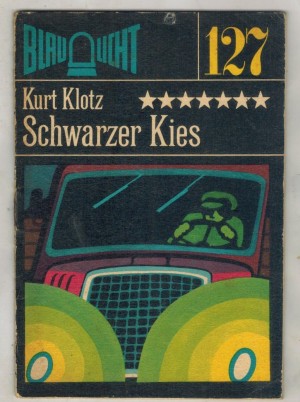 BLAULICHT
127
Kurt Klotz
Schwarzer Kies